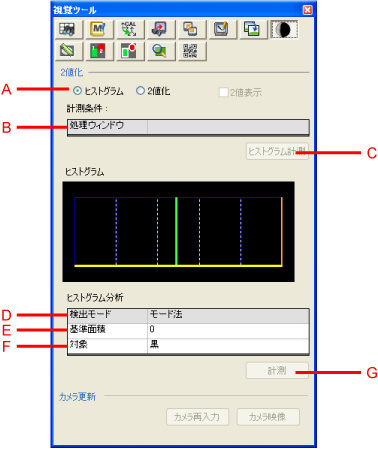 視覚ツール
+CAL
2値化
A
ヒストグラム 2値化 2値表示
計測条件：
B
処理ウィンドウ
ヒストグラム計測
C
ヒストグラム
ヒストグラム分析
D
検出モード モード法
E
基準面積 0
F
対象 黒
計測
G
カメラ更新
カメラ再入力 カメラ映像